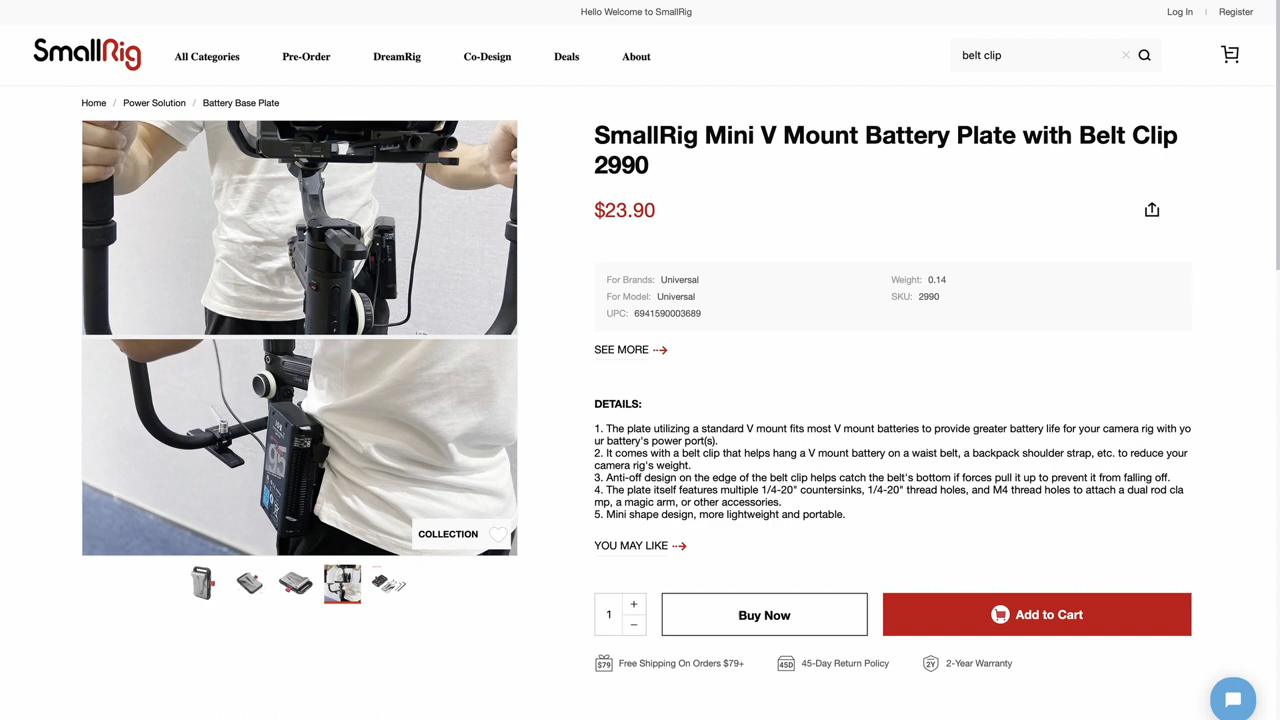 Hello Welcome to SmallRig
Log In
Register
SmallRig
All Categories
Pre-Order
DreamRig
Co-Design
Deals
About
belt clip
Home / Power Solution / Battery Base Plate
SmallRig Mini V Mount Battery Plate with Belt Clip
2990
$23.90
For Brands: Universal
Weight: 0.14
For Model: Universal
SKU: 2990
UPC: 6941590003689
SEE MORE
DETAILS:
1. The plate utilizing a standard V mount fits most V mount batteries to provide greater battery life for your camera rig with yo
ur battery's power port(s).
2. It comes with a belt clip that helps hang a V mount battery on a waist belt, a backpack shoulder strap, etc. to reduce your
camera rig's weight.
3. Anti-off design on the edge of the belt clip helps catch the belt's bottom if forces pull it up to prevent it from falling off.
4. The plate itself features multiple 1/4-20" countersinks, 1/4-20" thread holes, and M4 thread holes to attach a dual rod cla
mp, a magic arm, or other accessories.
5. Mini shape design, more lightweight and portable.
95
COLLECTION
YOU MAY LIKE
1
+
−
Buy Now
Add to Cart
$79
Free Shipping On Orders $79+
45D
45-Day Return Policy
2Y
2-Year Warranty